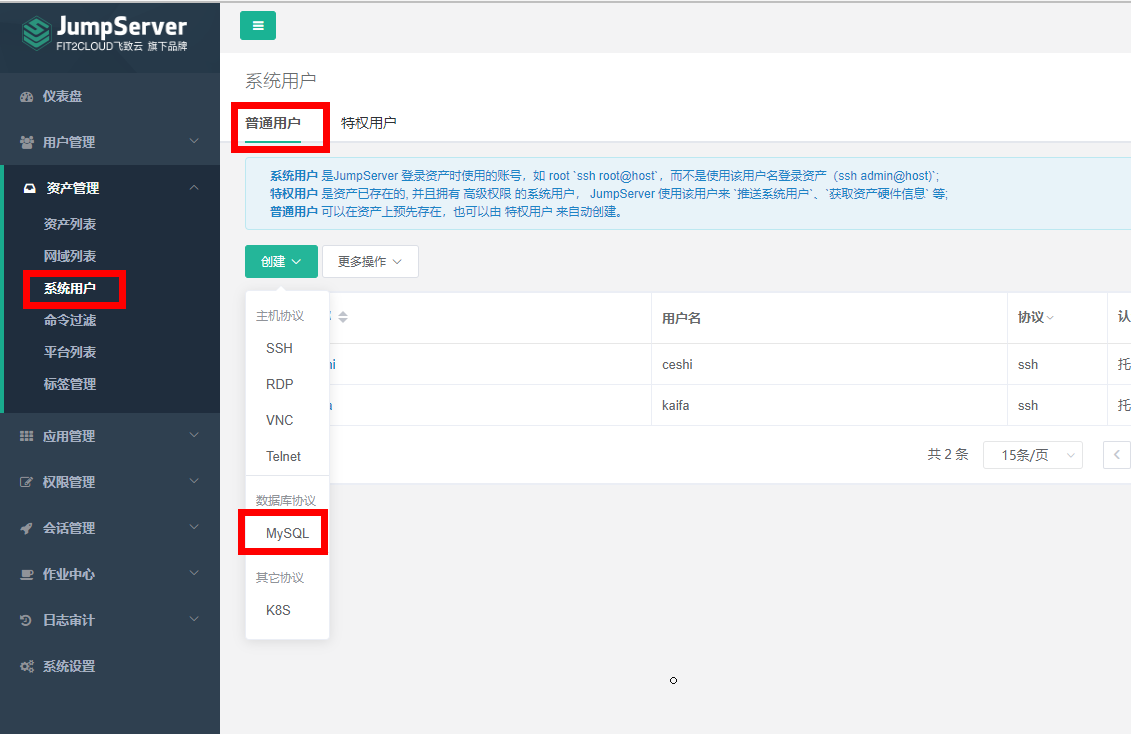 JumpServer
FIT2CLOUD飞致云 旗下品牌
仪表盘
用户管理
资产管理
资产列表
网域列表
系统用户
命令过滤
平台列表
标签管理
应用管理
权限管理
会话管理
作业中心
日志审计
系统设置
系统用户
普通用户 特权用户
系统用户 是JumpServer 登录资产时使用的账号，如 root `ssh root@host`，而不是使用该用户名登录资产（ssh admin@host)`;
特权用户 是资产已存在的, 并且拥有 高级权限 的系统用户， JumpServer 使用该用户来 `推送系统用户`、`获取资产硬件信息` 等;
普通用户 可以在资产上预先存在，也可以由 特权用户 来自动创建。
创建 更多操作
主机协议
SSH
RDP
VNC
Telnet
数据库协议
MySQL
其它协议
K8S
用户名 协议 认
ceshi ssh 托
kaifa ssh 托
共 2 条 15条/页